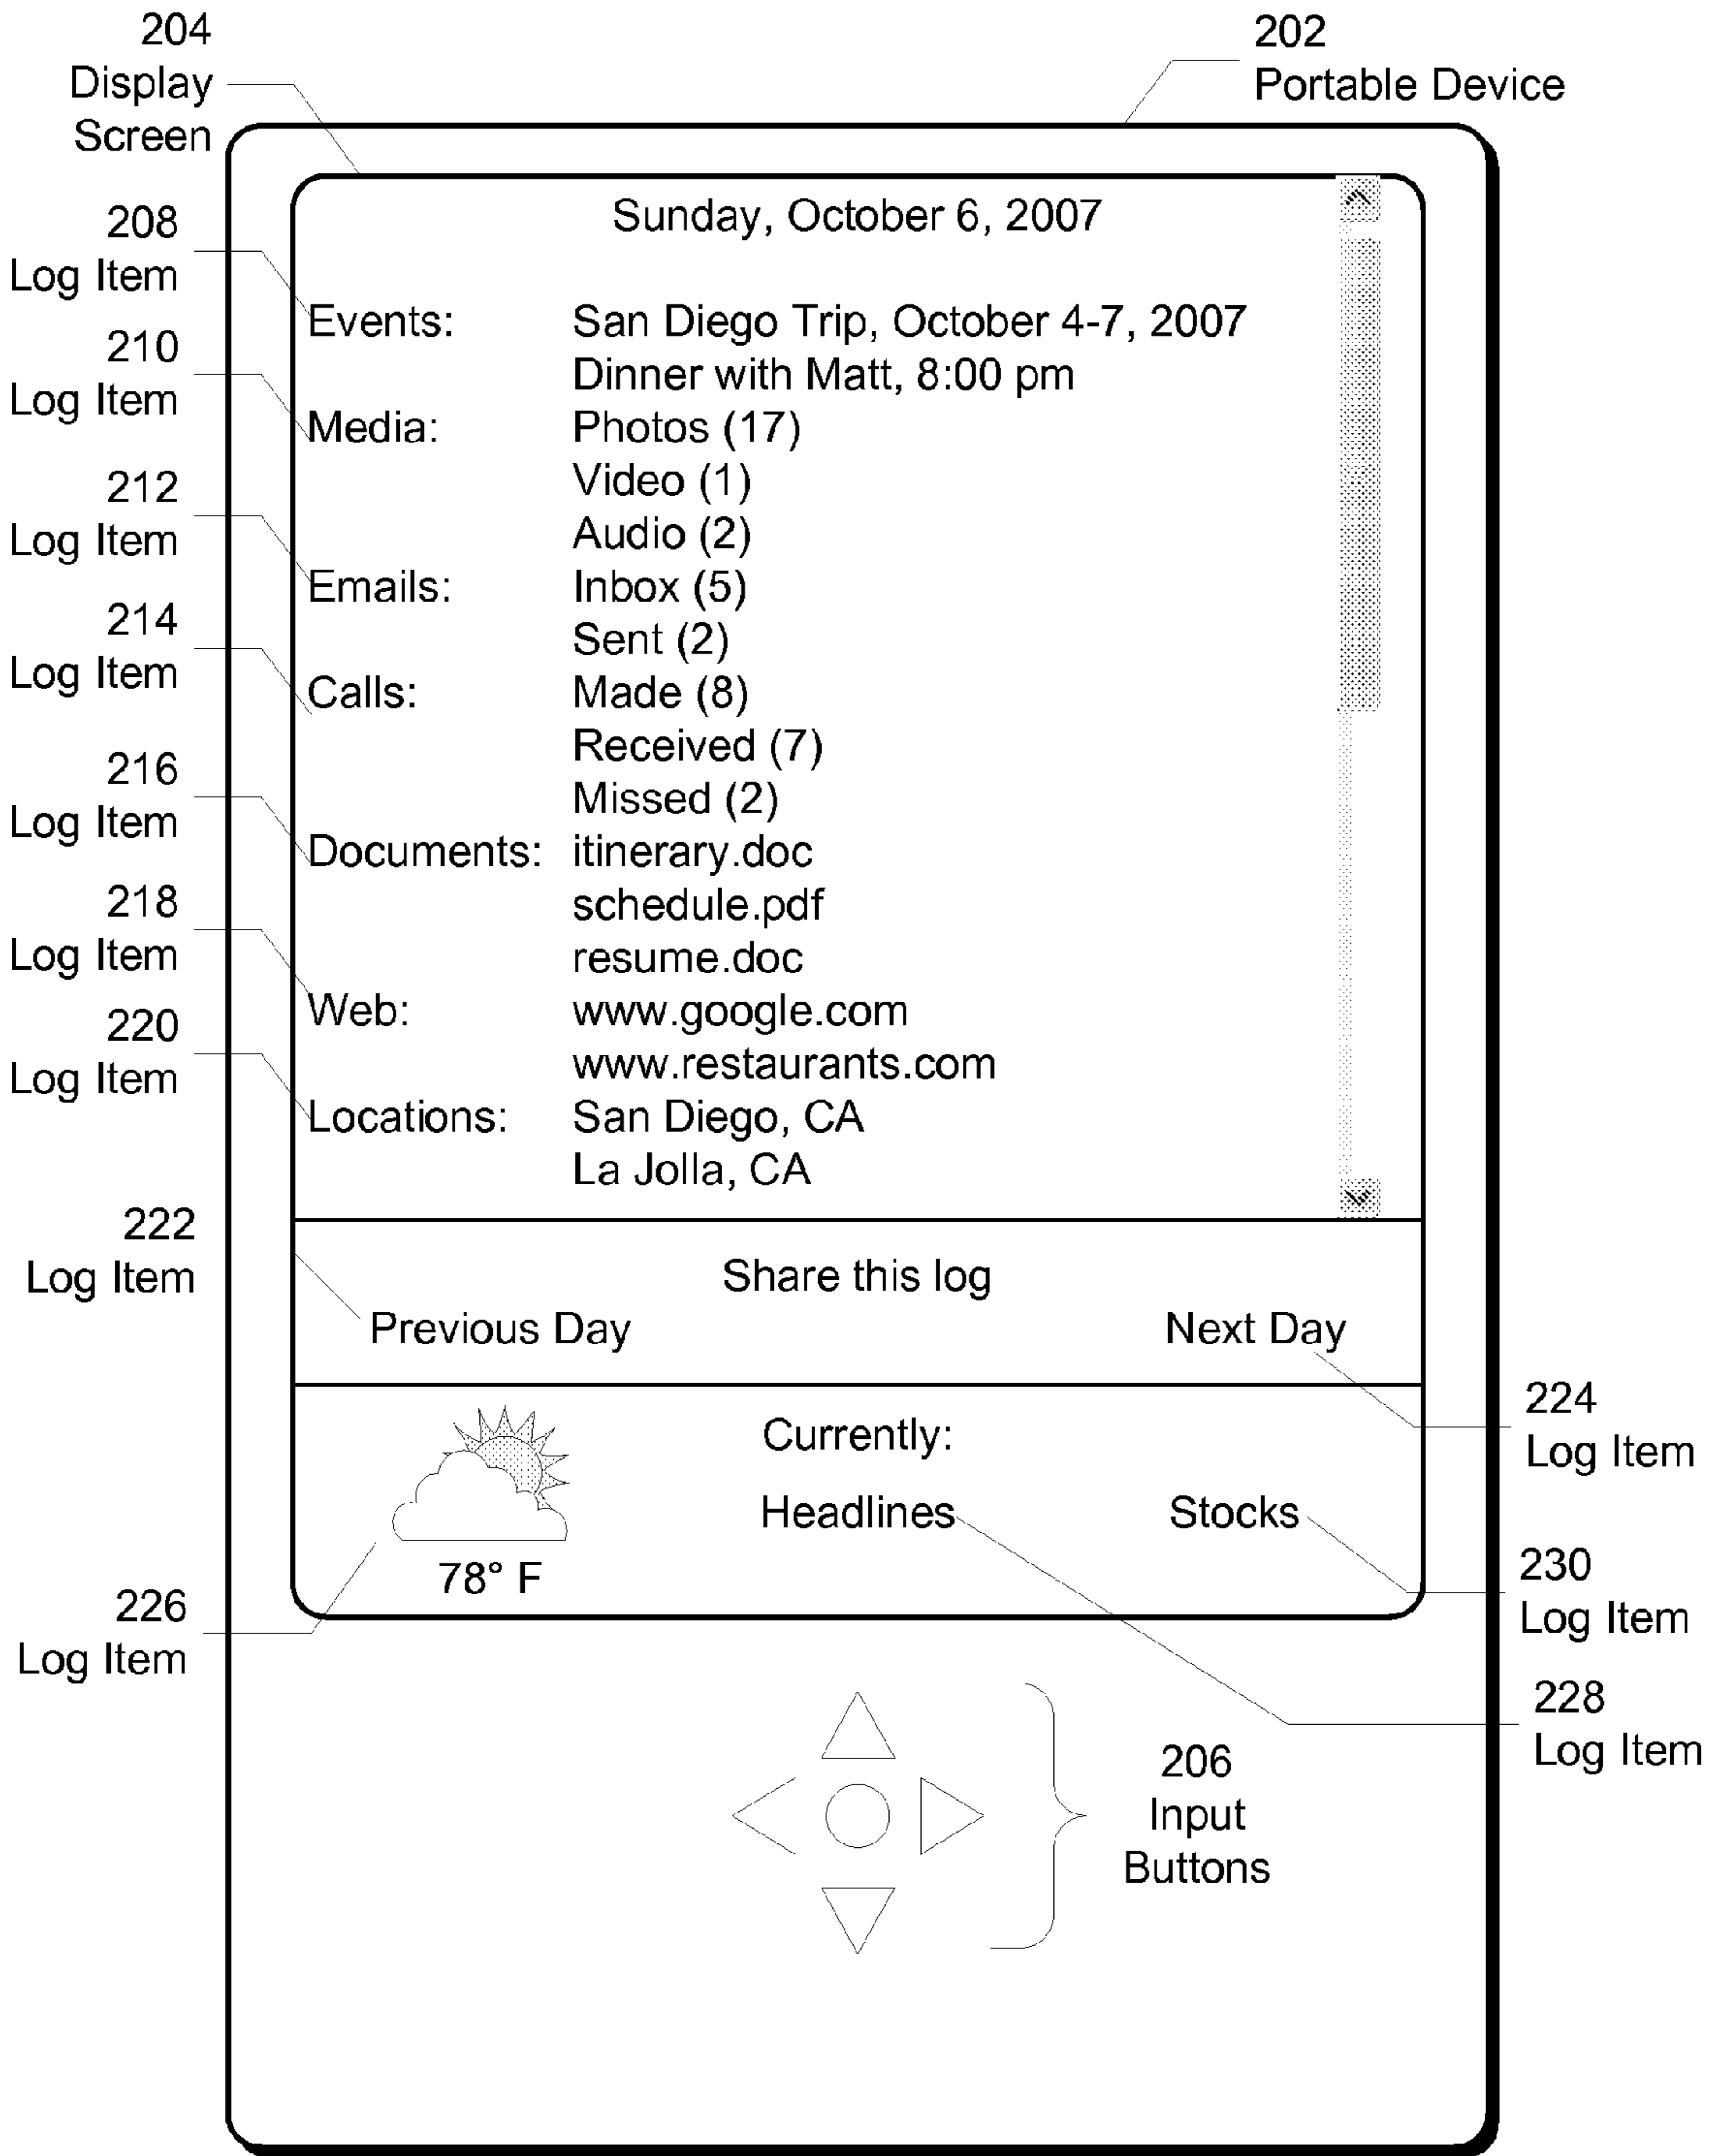 204
Display
Screen
202
Portable Device
Sunday, October 6, 2007
208
Log Item
Events: San Diego Trip, October 4-7, 2007
Dinner with Matt, 8:00 pm
210
Log Item
Media: Photos (17)
Video (1)
Audio (2)
212
Log Item
Emails: Inbox (5)
Sent (2)
214
Log Item
Calls: Made (8)
Received (7)
Missed (2)
216
Log Item
Documents: itinerary.doc
schedule.pdf
resume.doc
218
Log Item
Web: www.google.com
www.restaurants.com
220
Log Item
Locations: San Diego, CA
La Jolla, CA
222
Log Item
Share this log
Previous Day Next Day
224
Log Item
Currently:
Headlines Stocks
78° F
226
Log Item
230
Log Item
228
Log Item
206
Input
Buttons